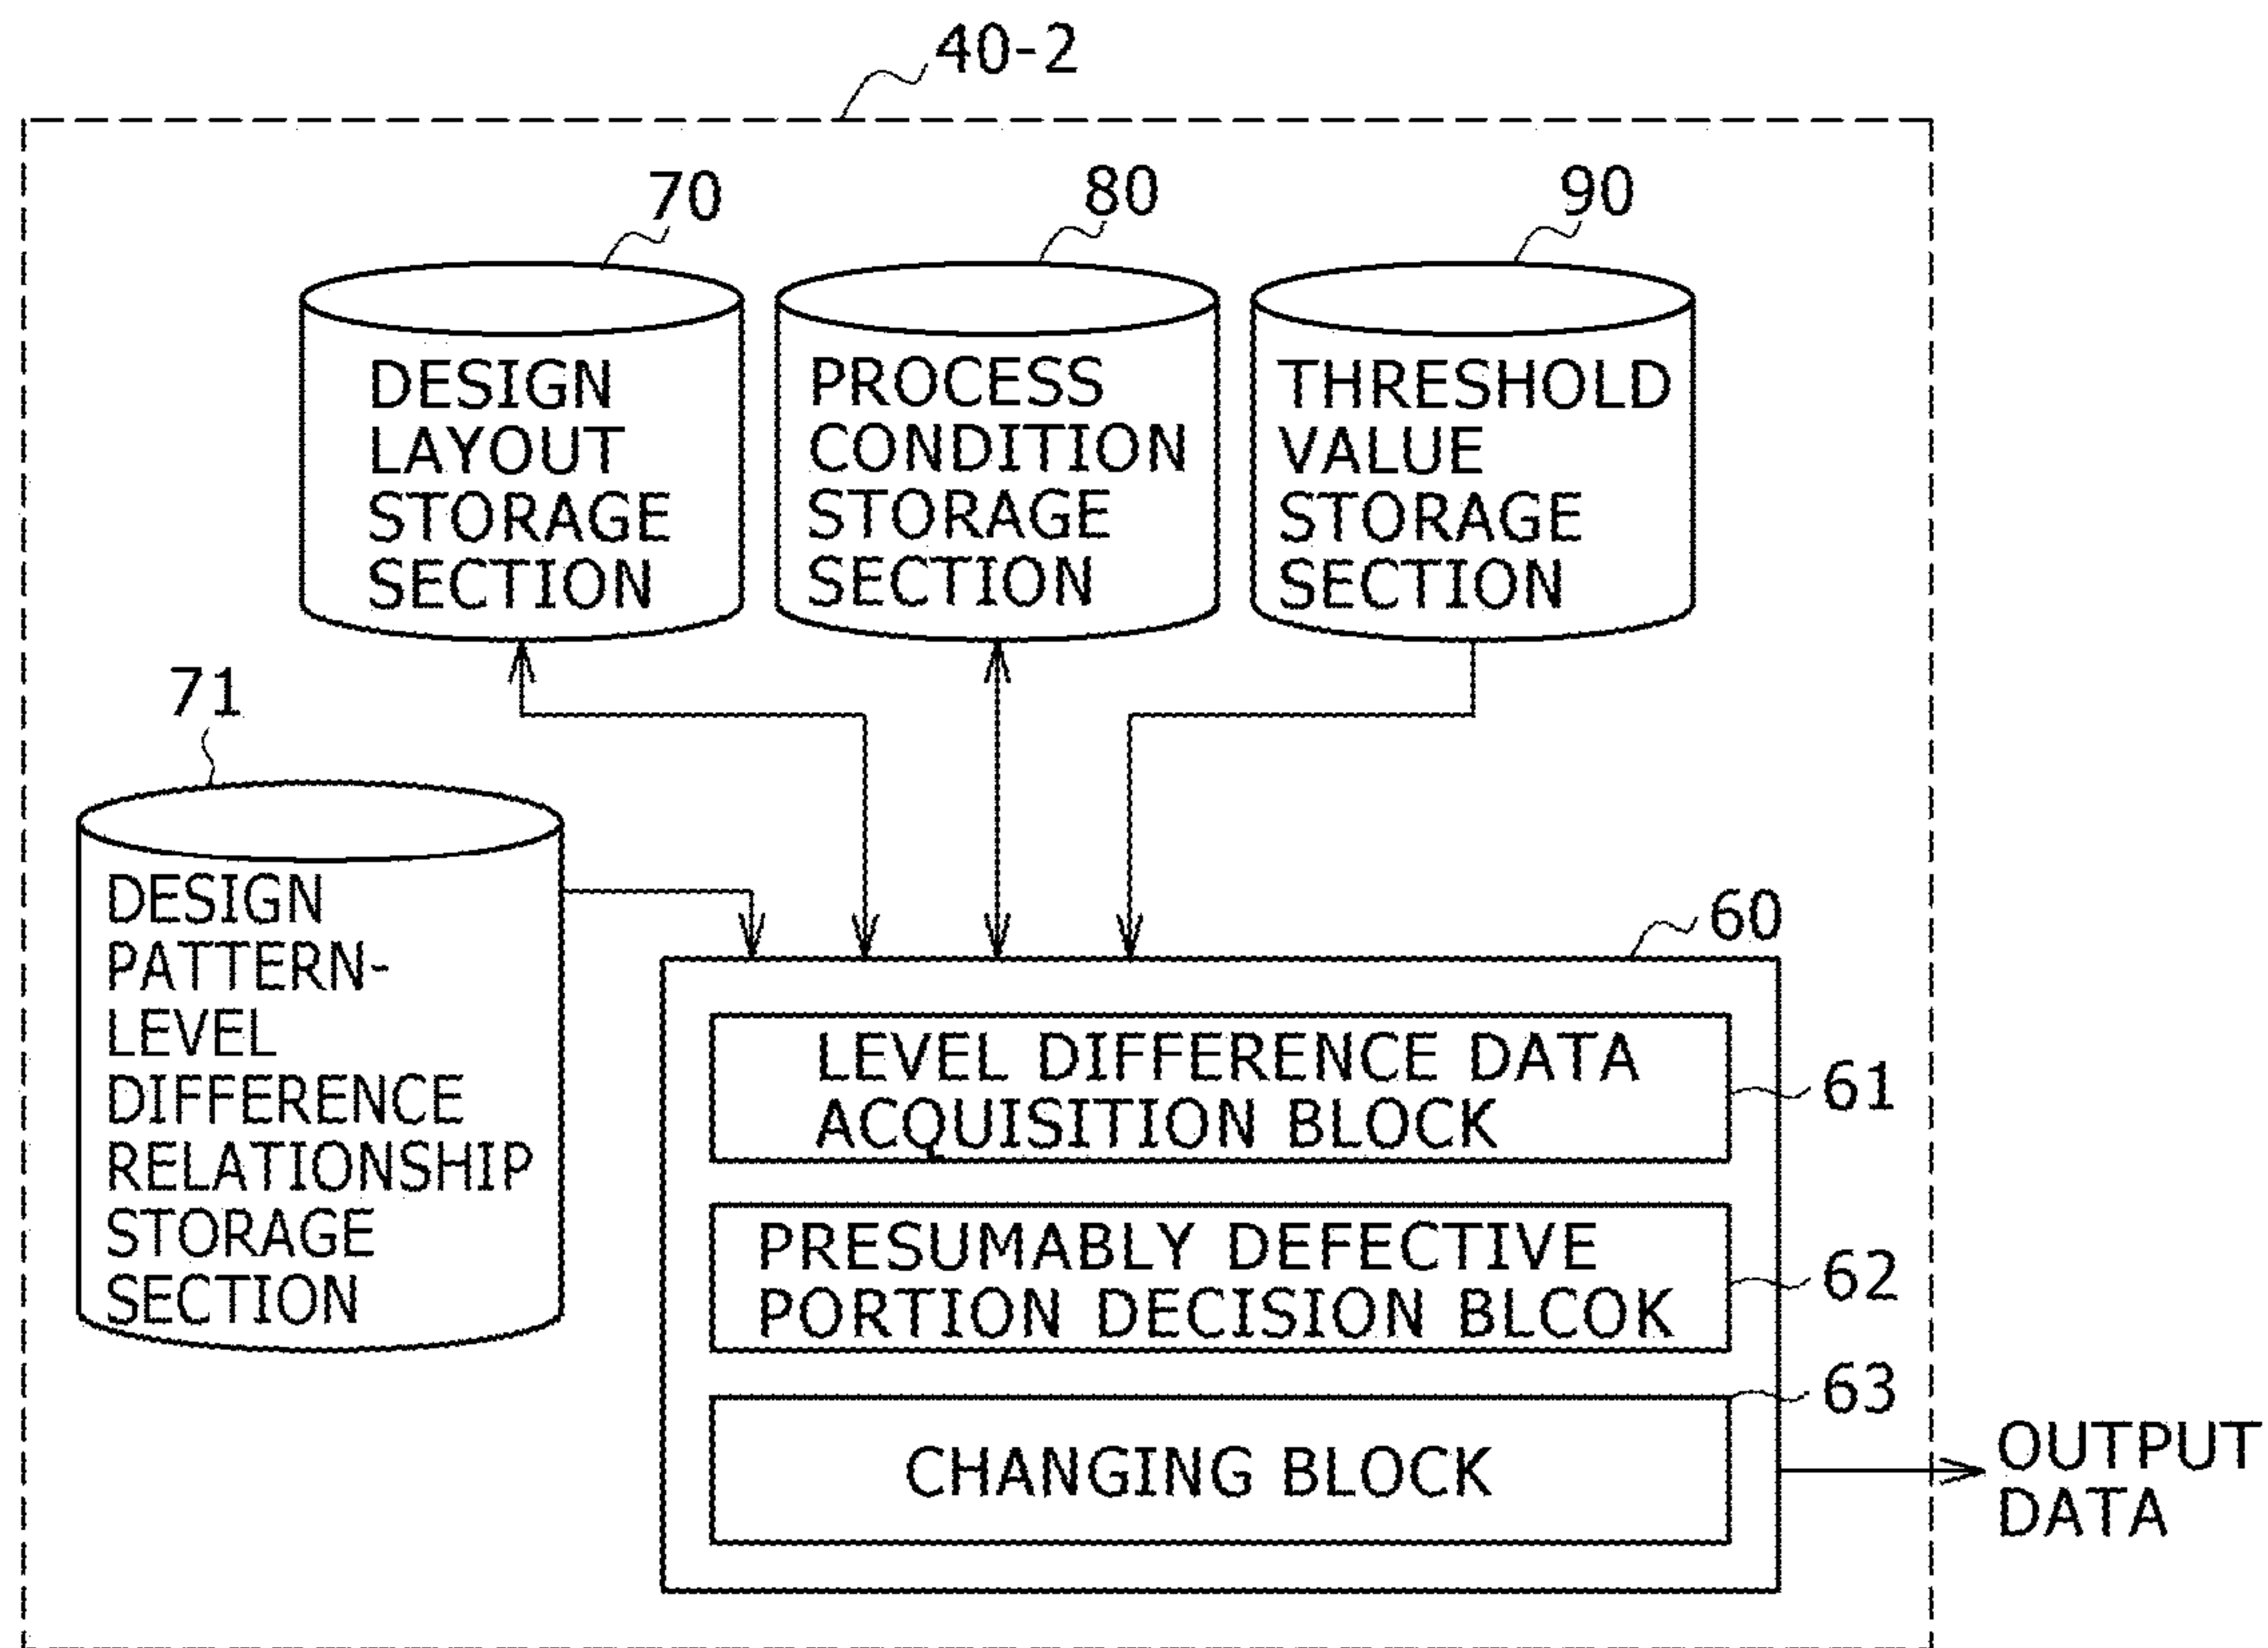 40-2
70
80
90
DESIGN
LAYOUT
STORAGE
SECTION
PROCESS
CONDITION
STORAGE
SECTION
THRESHOLD
VALUE
STORAGE
SECTION
71
DESIGN
PATTERN-
LEVEL
DIFFERENCE
RELATIONSHIP
STORAGE
SECTION
60
LEVEL DIFFERENCE DATA
ACQUISITION BLOCK
61
PRESUMABLY DEFECTIVE
PORTION DECISION BLCOK
62
63
CHANGING BLOCK
OUTPUT
DATA